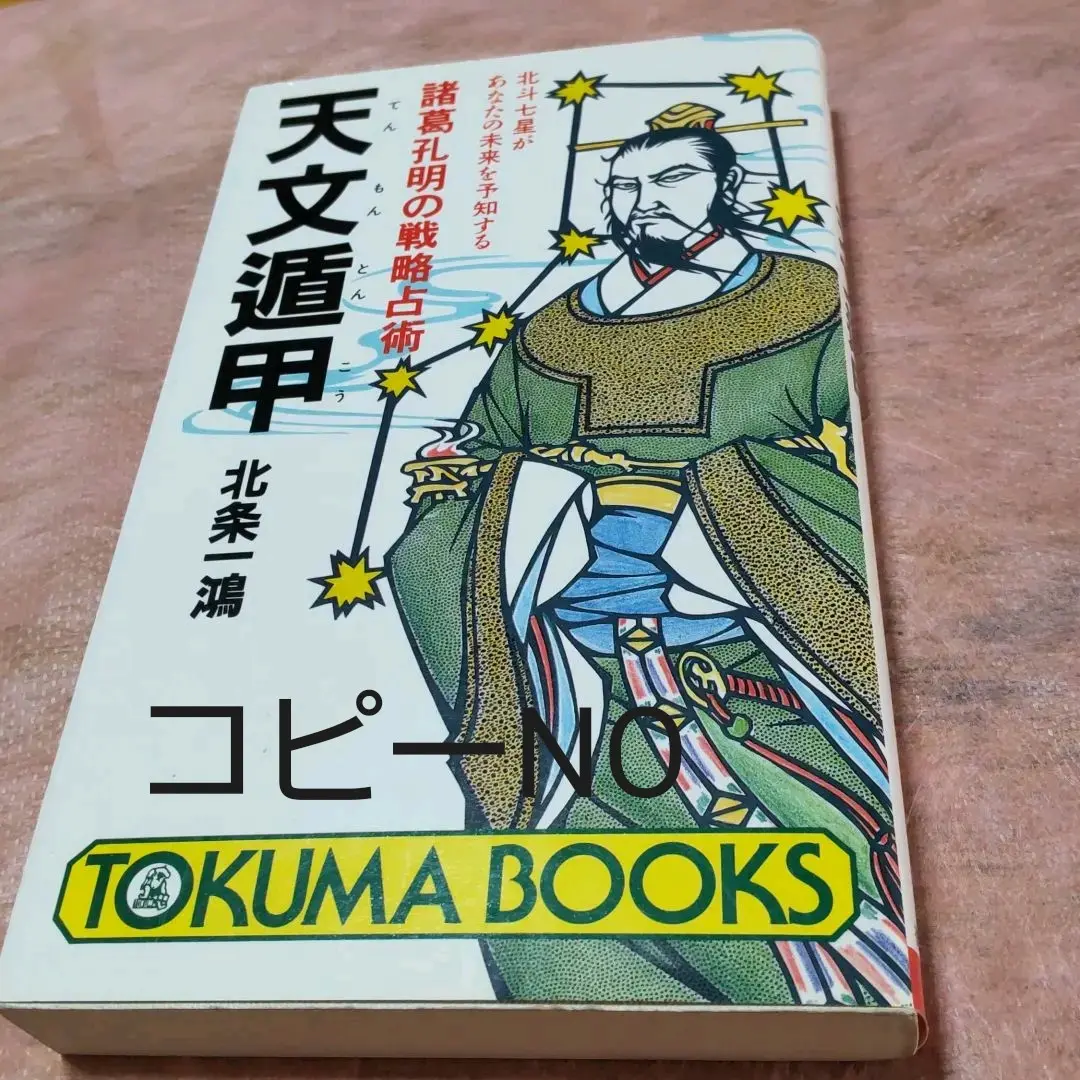 北斗七星が
あなたの未来を予知する
諸葛孔明の戦略占術
天文遁甲
てんもんとんこう
北条一鴻
コピーNO
TOKUMA BOOKS